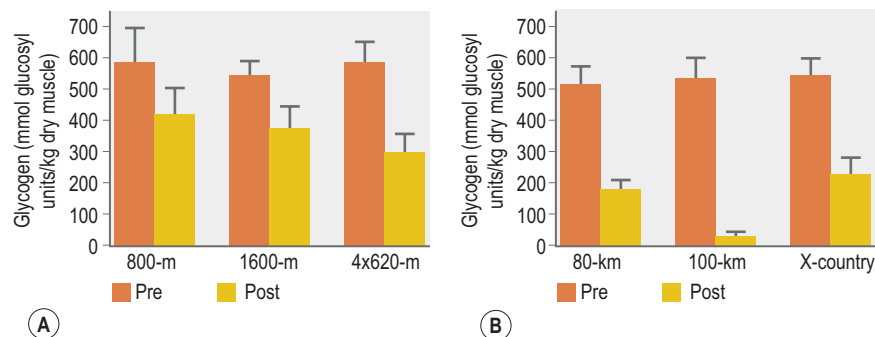 Glycogen (mmol glucosyl
units/kg dry muscle)
700
600
500
400
300
200
100
0
800-m 1600-m 4x620-m
Pre Post
A
Glycogen (mmol glucosyl
units/kg dry muscle)
700
600
500
400
300
200
100
0
80-km 100-km X-country
Pre Post
B